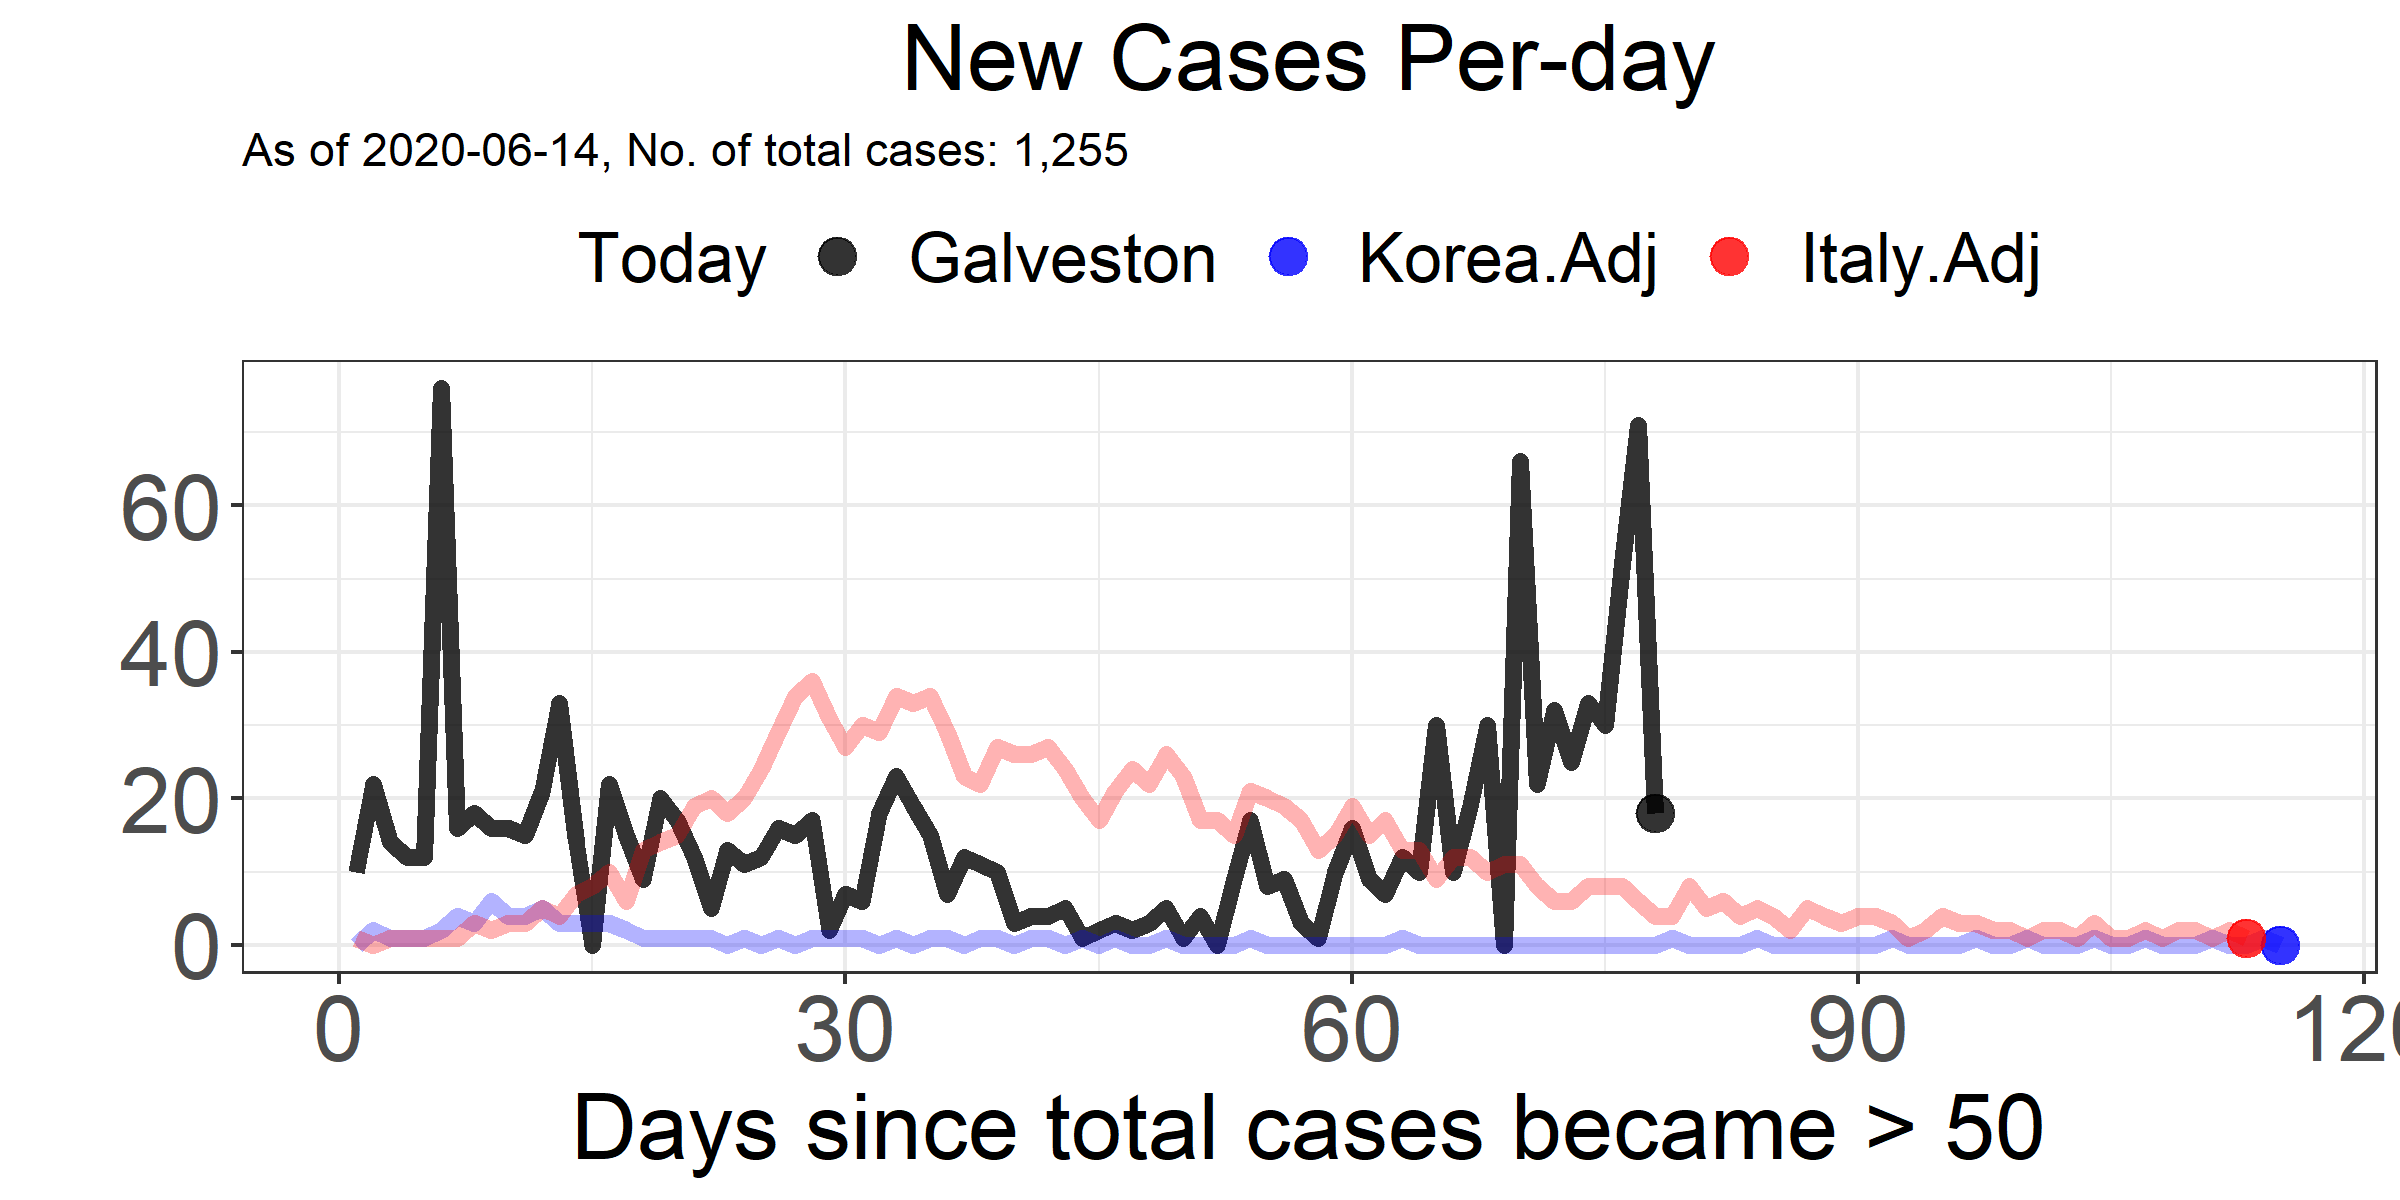 New Cases Per-day
As of 2020-06-14, No. of total cases: 1,255
Today Galveston Korea.Adj Italy.Adj
60
40
20
0
0 30 60 90 120
Days since total cases became > 50